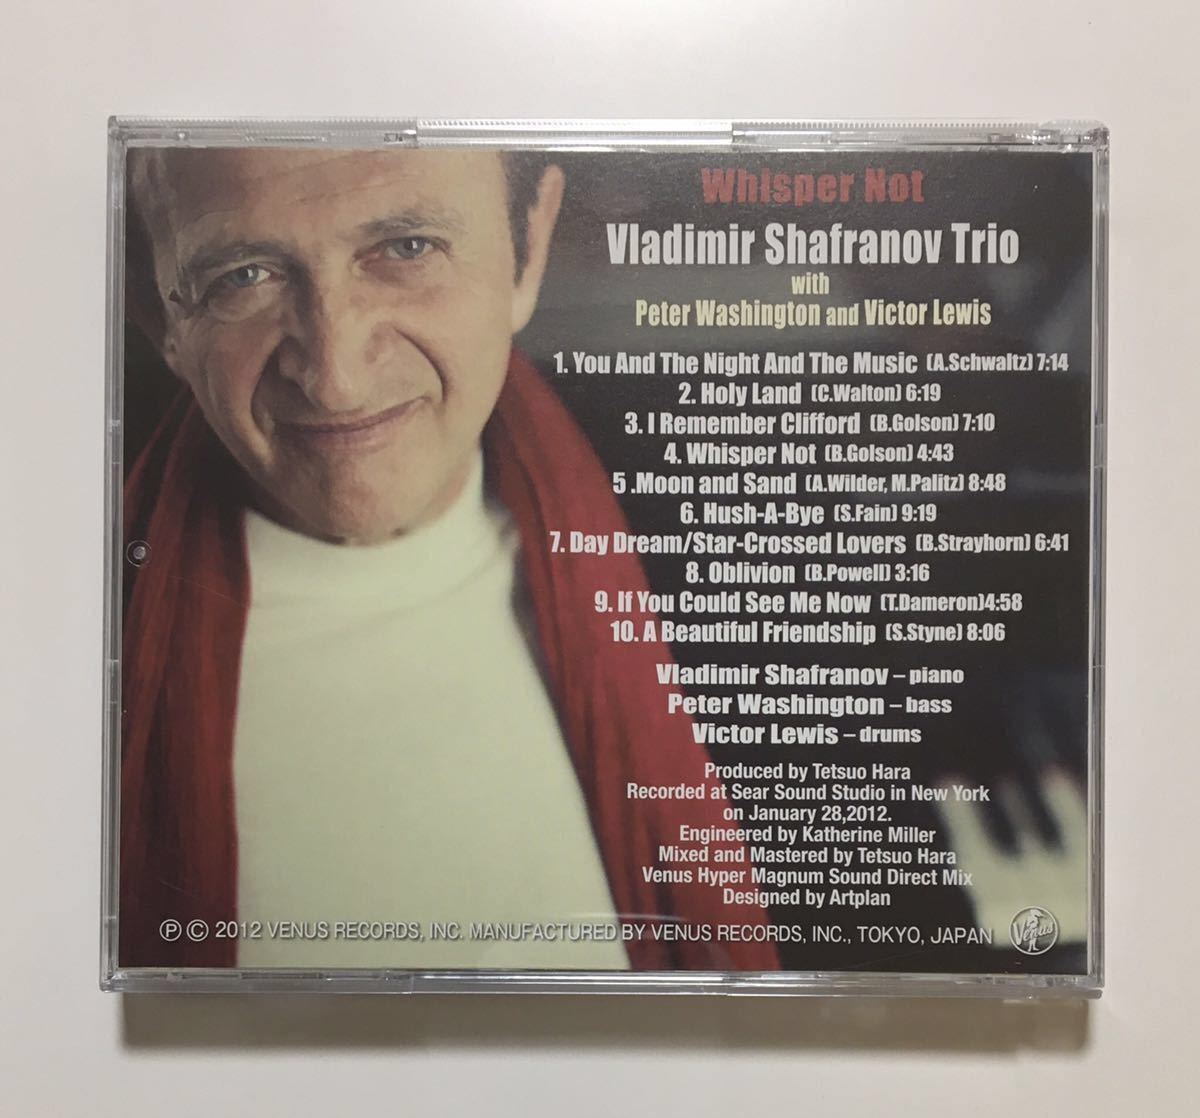 Whisper Not
Vladimir Shafranov Trio
with
Peter Washington and Victor Lewis
1. You And The Night And The Music (A.Schwaltz) 7:14
2. Holy Land (C.Walton) 6:19
3. I Remember Clifford (B.Golson) 7:10
4. Whisper Not (B.Golson) 4:43
5 .Moon and Sand (A.Wilder, M.Palitz) 8:48
6. Hush-A-Bye (S.Fain) 9:19
7. Day Dream/Star-Crossed Lovers (B.Strayhorn) 6:41
8. Oblivion (B.Powell) 3:16
9. If You Could See Me Now (T.Dameron)4:58
10. A Beautiful Friendship (S.Styne) 8:06
Vladimir Shafranov – piano
Peter Washington – bass
Victor Lewis – drums
Produced by Tetsuo Hara
Recorded at Sear Sound Studio in New York
on January 28,2012.
Engineered by Katherine Miller
Mixed and Mastered by Tetsuo Hara
Venus Hyper Magnum Sound Direct Mix
Designed by Artplan
℗ © 2012 VENUS RECORDS, INC. MANUFACTURED BY VENUS RECORDS, INC., TOKYO, JAPAN
Venus